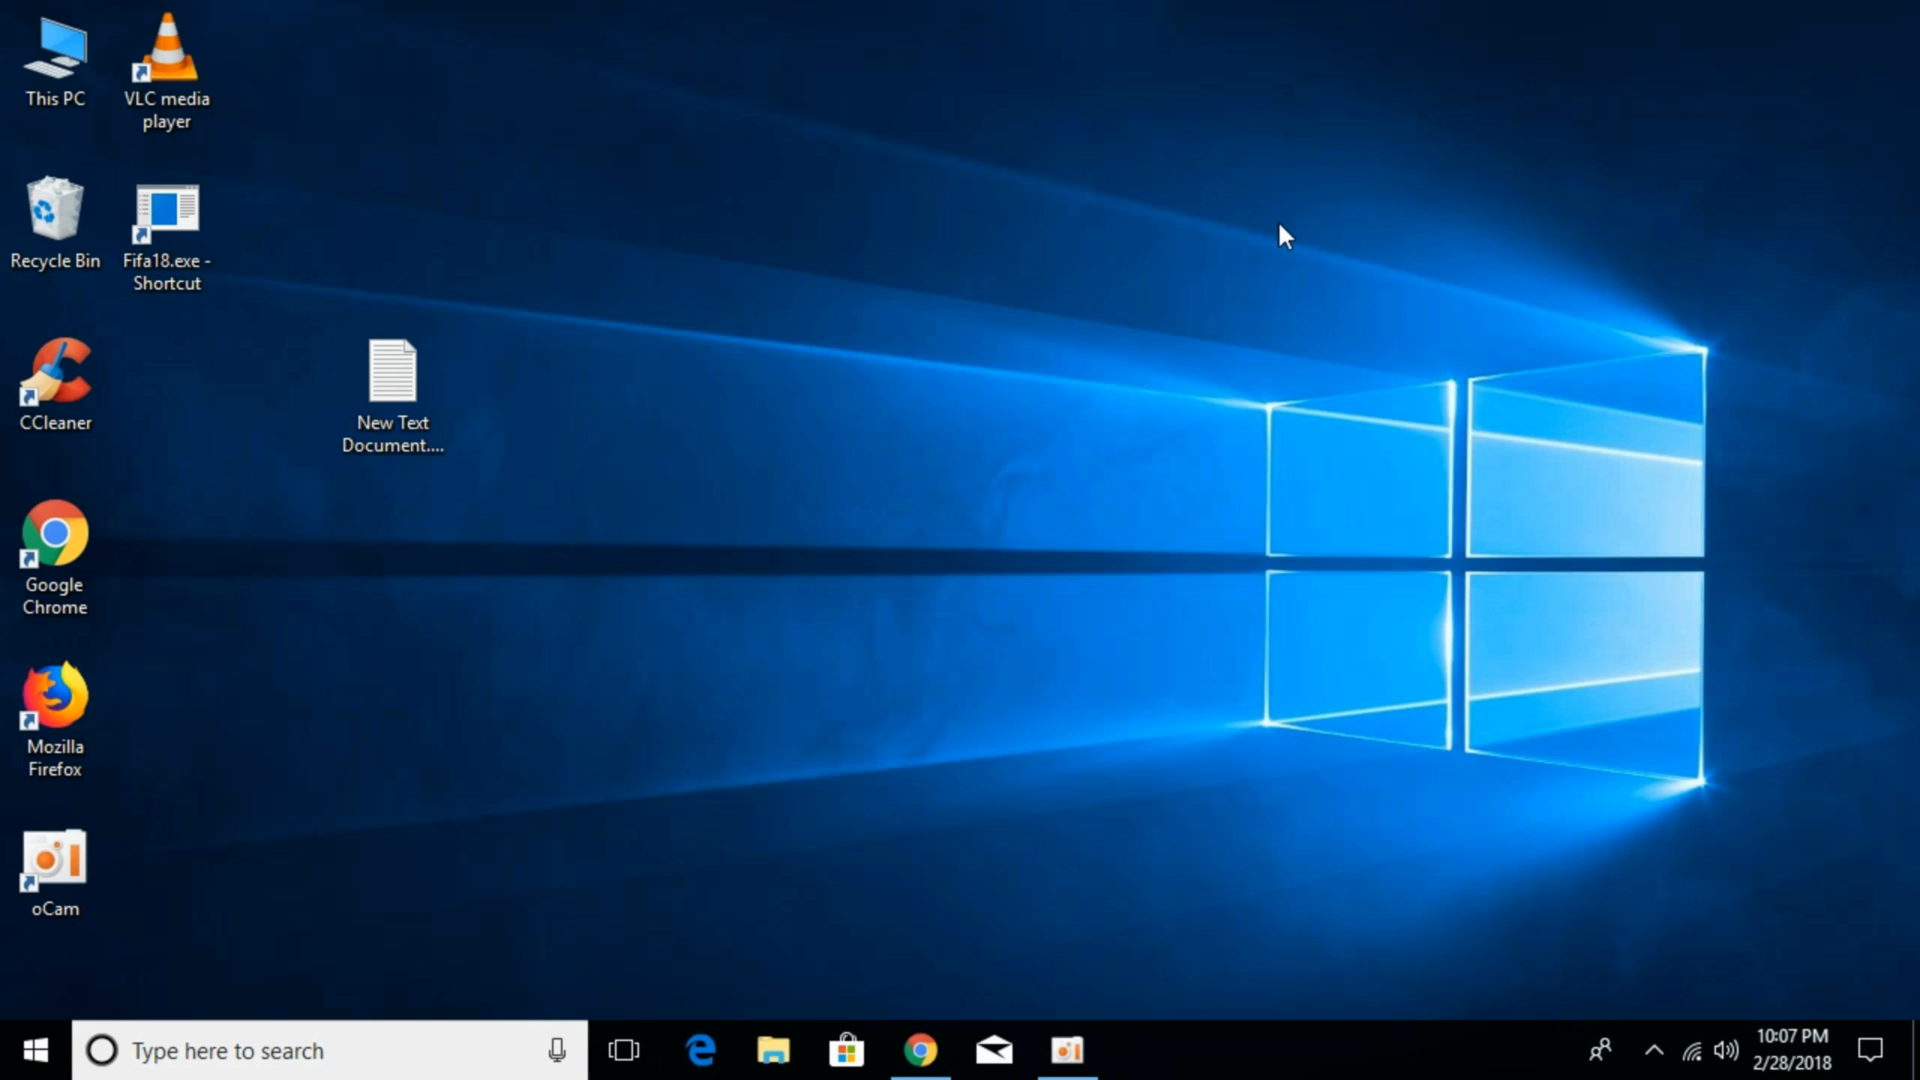 This PC
VLC media
player
Recycle Bin
Fifa18.exe -
Shortcut
CCleaner
New Text
Document....
Google
Chrome
Mozilla
Firefox
oCam
Type here to search
10:07 PM
2/28/2018